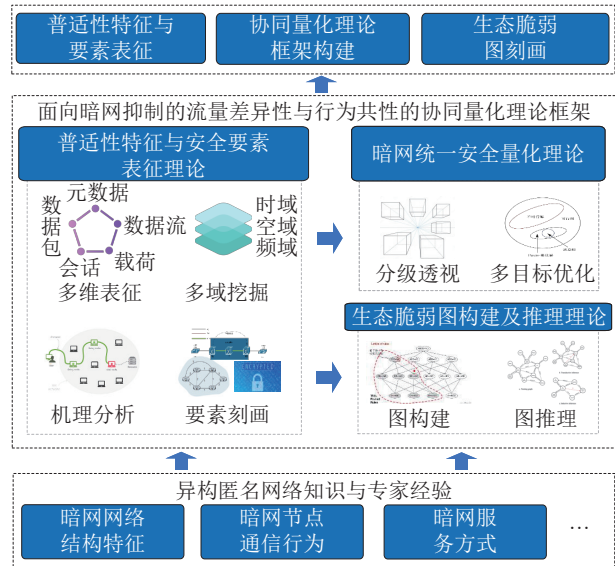 普适性特征与
要素表征
协同量化理论
框架构建
生态脆弱
图刻画
面向暗网抑制的流量差异性与行为共性的协同量化理论框架
普适性特征与安全要素
表征理论
暗网统一安全量化理论
元数据
数据包
数据流
会话
载荷
时域
空域
频域
多维表征
多域挖掘
分级透视
多目标优化
生态脆弱图构建及推理理论
机理分析
要素刻画
图构建
图推理
异构匿名网络知识与专家经验
暗网网络
结构特征
暗网节点
通信行为
暗网服
务方式
…